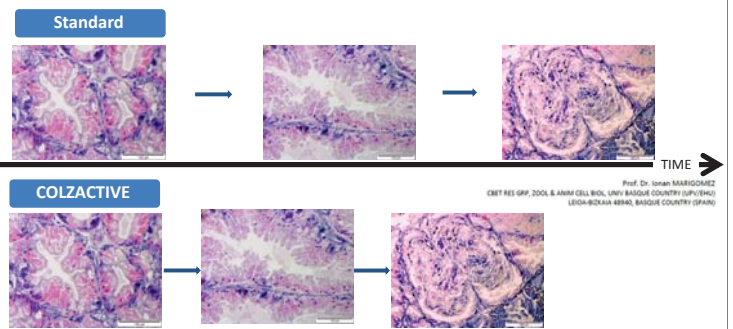 Standard
TIME
Prof. Dr. Ionan MARIGOMEZ
CBET RES GRP, ZOOL & ANIM CELL BIOL, UNIV BASQUE COUNTRY (UPV/EHU)
LEIOA-BIZKAIA 48940, BASQUE COUNTRY (SPAIN)
COLZACTIVE